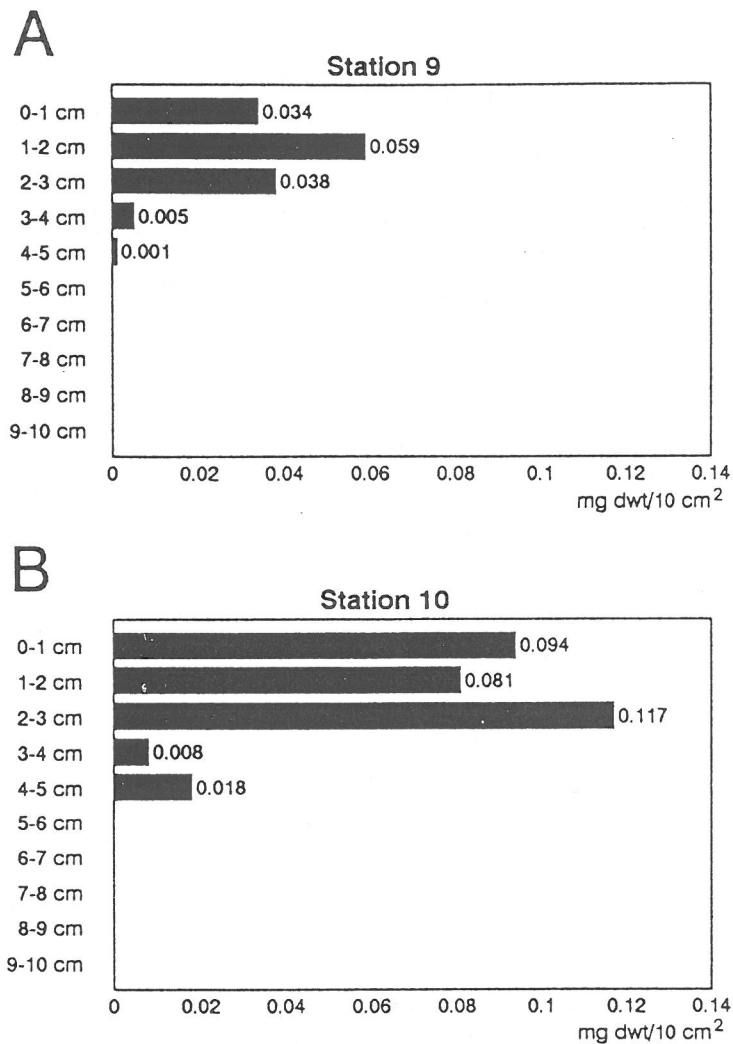 A
Station 9
0-1 cm 0.034
1-2 cm 0.059
2-3 cm 0.038
3-4 cm 0.005
4-5 cm 0.001
5-6 cm
6-7 cm
7-8 cm
8-9 cm
9-10 cm
0 0.02 0.04 0.06 0.08 0.1 0.12 0.14
mg dwt/10 cm²
B
Station 10
0-1 cm 0.094
1-2 cm 0.081
2-3 cm 0.117
3-4 cm 0.008
4-5 cm 0.018
5-6 cm
6-7 cm
7-8 cm
8-9 cm
9-10 cm
0 0.02 0.04 0.06 0.08 0.1 0.12 0.14
mg dwt/10 cm²